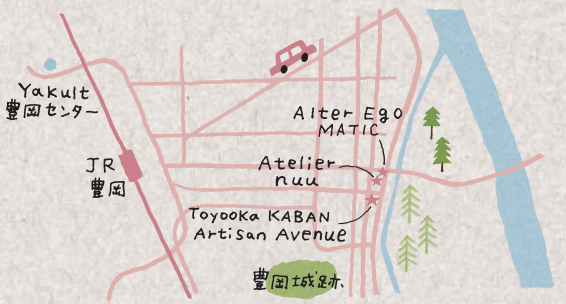 Yakult
豊岡センター
Alter Ego
MATIC
JR
豊岡
Atelier
nuu
Toyooka KABAN
Artisan Avenue
豊岡城跡